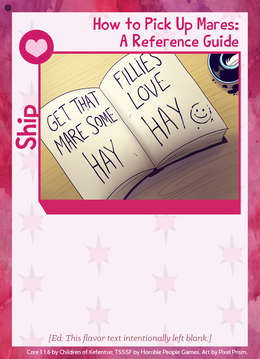 How to Pick Up Mares:
A Reference Guide
Ship
GET THAT
MARE SOME
HAY
FILLIES
LOVE
HAY
[Ed: This flavor text intentionally left blank.]
Core 1.1.6 by Children of Kefentse, TSSSF by Horrible People Games. Art by Pixel Prism.